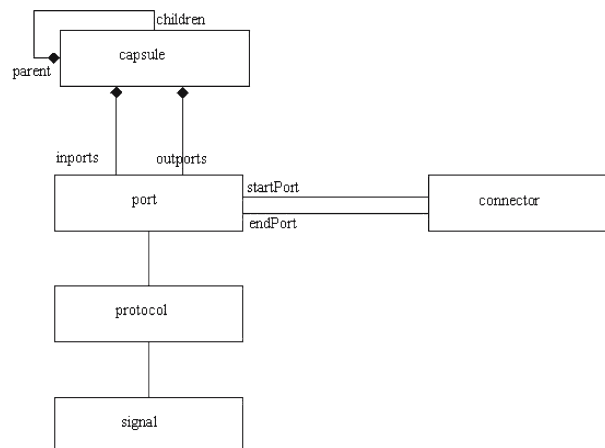 children
capsule
parent
inports
outports
startPort
port
connector
endPort
protocol
signal